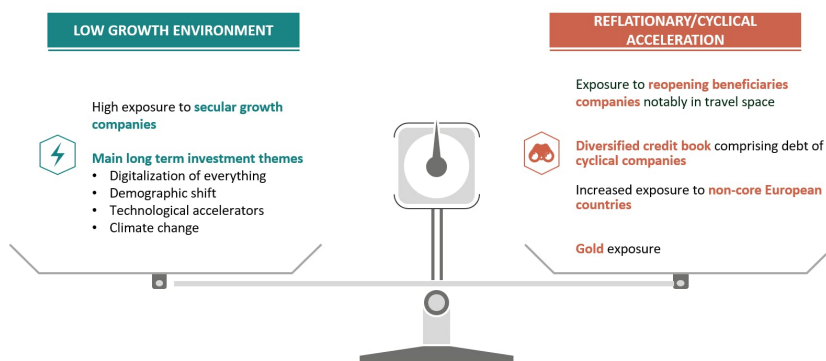 LOW GROWTH ENVIRONMENT
High exposure to secular growth
companies
Main long term investment themes
• Digitalization of everything
• Demographic shift
• Technological accelerators
• Climate change
REFLATIONARY/CYCLICAL
ACCELERATION
Exposure to reopening beneficiaries
companies notably in travel space
Diversified credit book comprising debt of
cyclical companies
Increased exposure to non-core European
countries
Gold exposure